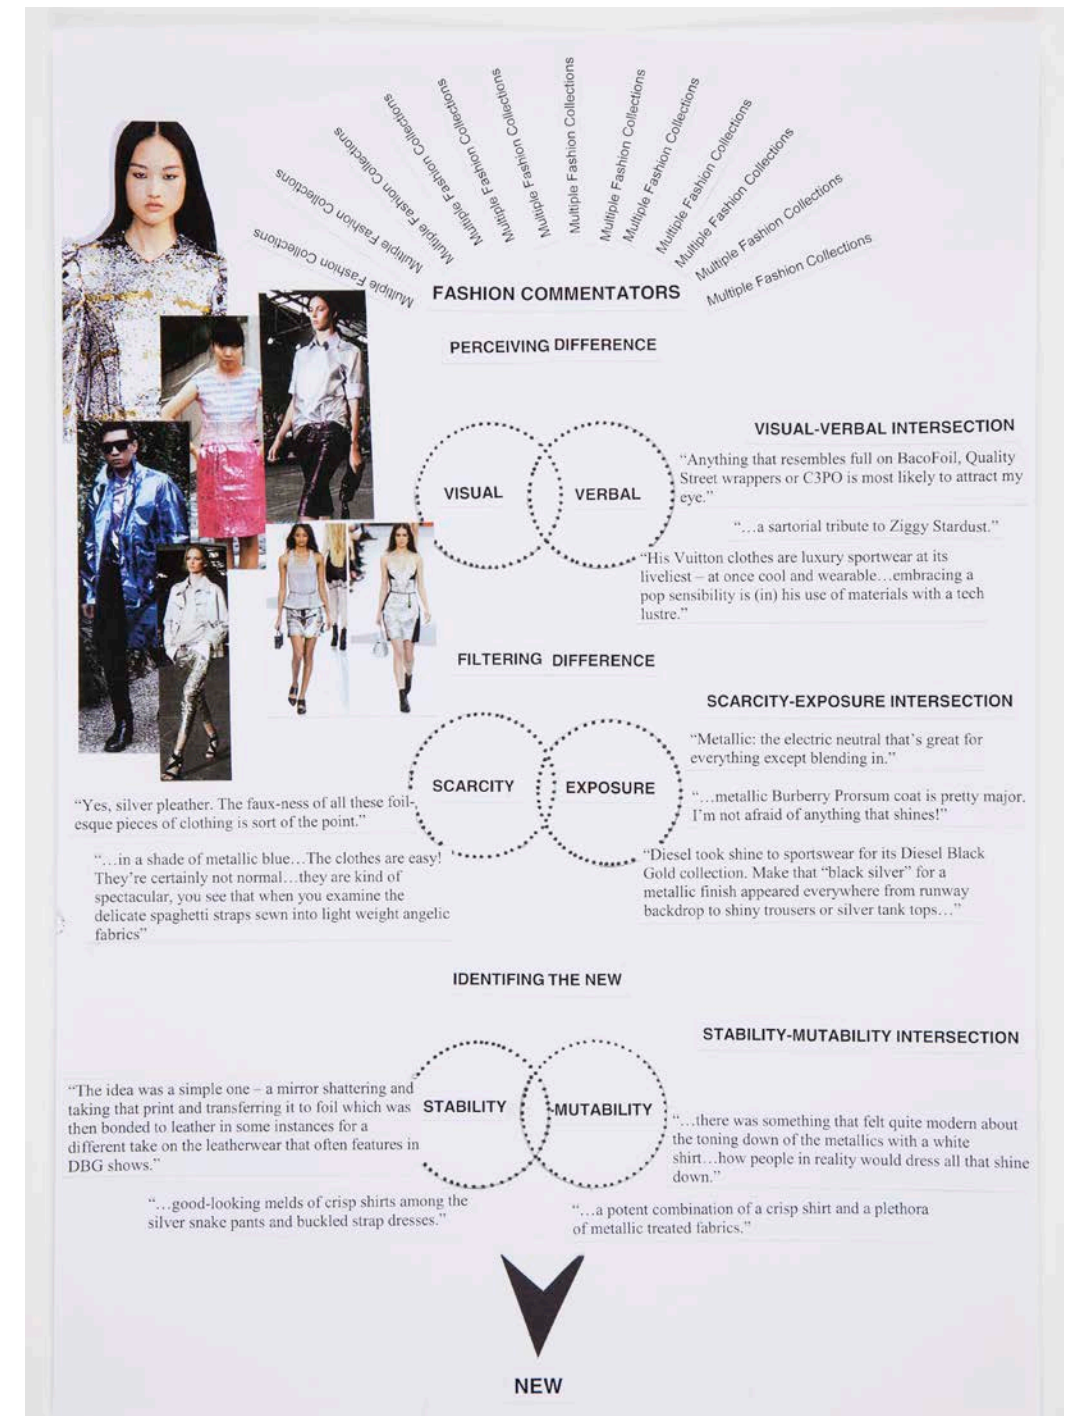 Multiple Fashion Collections
Multiple Fashion Collections
Multiple Fashion Collections
Multiple Fashion Collections
Multiple Fashion Collections
Multiple Fashion Collections
Multiple Fashion Collections
Multiple Fashion Collections
Multiple Fashion Collections
Multiple Fashion Collections
Multiple Fashion Collections
Multiple Fashion Collections
Multiple Fashion Collections
FASHION COMMENTATORS
PERCEIVING DIFFERENCE
VISUAL
VERBAL
VISUAL-VERBAL INTERSECTION
“Anything that resembles full on BacoFoil, Quality
Street wrappers or C3PO is most likely to attract my
eye.”
“…a sartorial tribute to Ziggy Stardust.”
“His Vuitton clothes are luxury sportwear at its
liveliest – at once cool and wearable…embracing a
pop sensibility is (in) his use of materials with a tech
lustre.”
FILTERING DIFFERENCE
SCARCITY
EXPOSURE
SCARCITY-EXPOSURE INTERSECTION
“Metallic: the electric neutral that’s great for
everything except blending in.”
“…metallic Burberry Prorsum coat is pretty major.
I’m not afraid of anything that shines!”
“Diesel took shine to sportswear for its Diesel Black
Gold collection. Make that “black silver” for a
metallic finish appeared everywhere from runway
backdrop to shiny trousers or silver tank tops…”
“Yes, silver pleather. The faux-ness of all these foil-
esque pieces of clothing is sort of the point.”
“…in a shade of metallic blue…The clothes are easy!
They’re certainly not normal…they are kind of
spectacular, you see that when you examine the
delicate spaghetti straps sewn into light weight angelic
fabrics”
IDENTIFING THE NEW
STABILITY
-MUTABILITY
STABILITY-MUTABILITY INTERSECTION
“The idea was a simple one – a mirror shattering and
taking that print and transferring it to foil which was
then bonded to leather in some instances for a
different take on the leatherwear that often features in
DBG shows.”
“…good-looking melds of crisp shirts among the
silver snake pants and buckled strap dresses.”
“…there was something that felt quite modern about
the toning down of the metallics with a white
shirt…how people in reality would dress all that shine
down.”
“…a potent combination of a crisp shirt and a plethora
of metallic treated fabrics.”
NEW